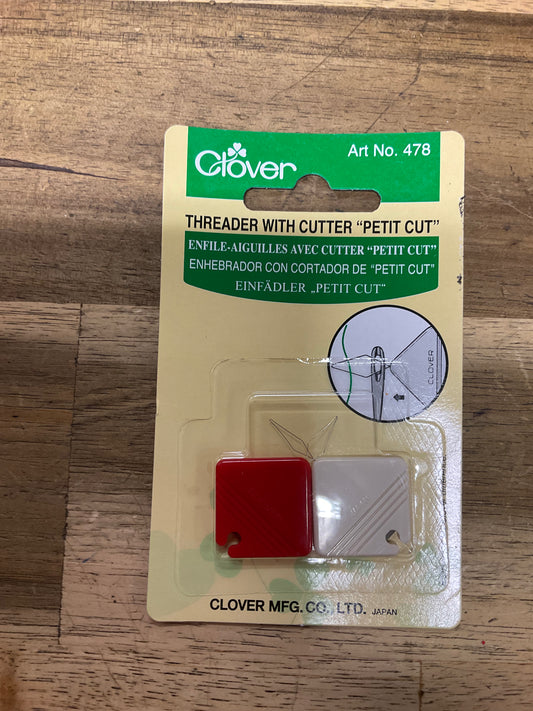 Clover
Art No. 478
THREADER WITH CUTTER "PETIT CUT"
ENFILE-AIGUILLES AVEC CUTTER "PETIT CUT"
ENHEBRADOR CON CORTADOR DE "PETIT CUT"
EINFÄDLER „PETIT CUT"
CLOVER
CLOVER MFG. CO., LTD. JAPAN